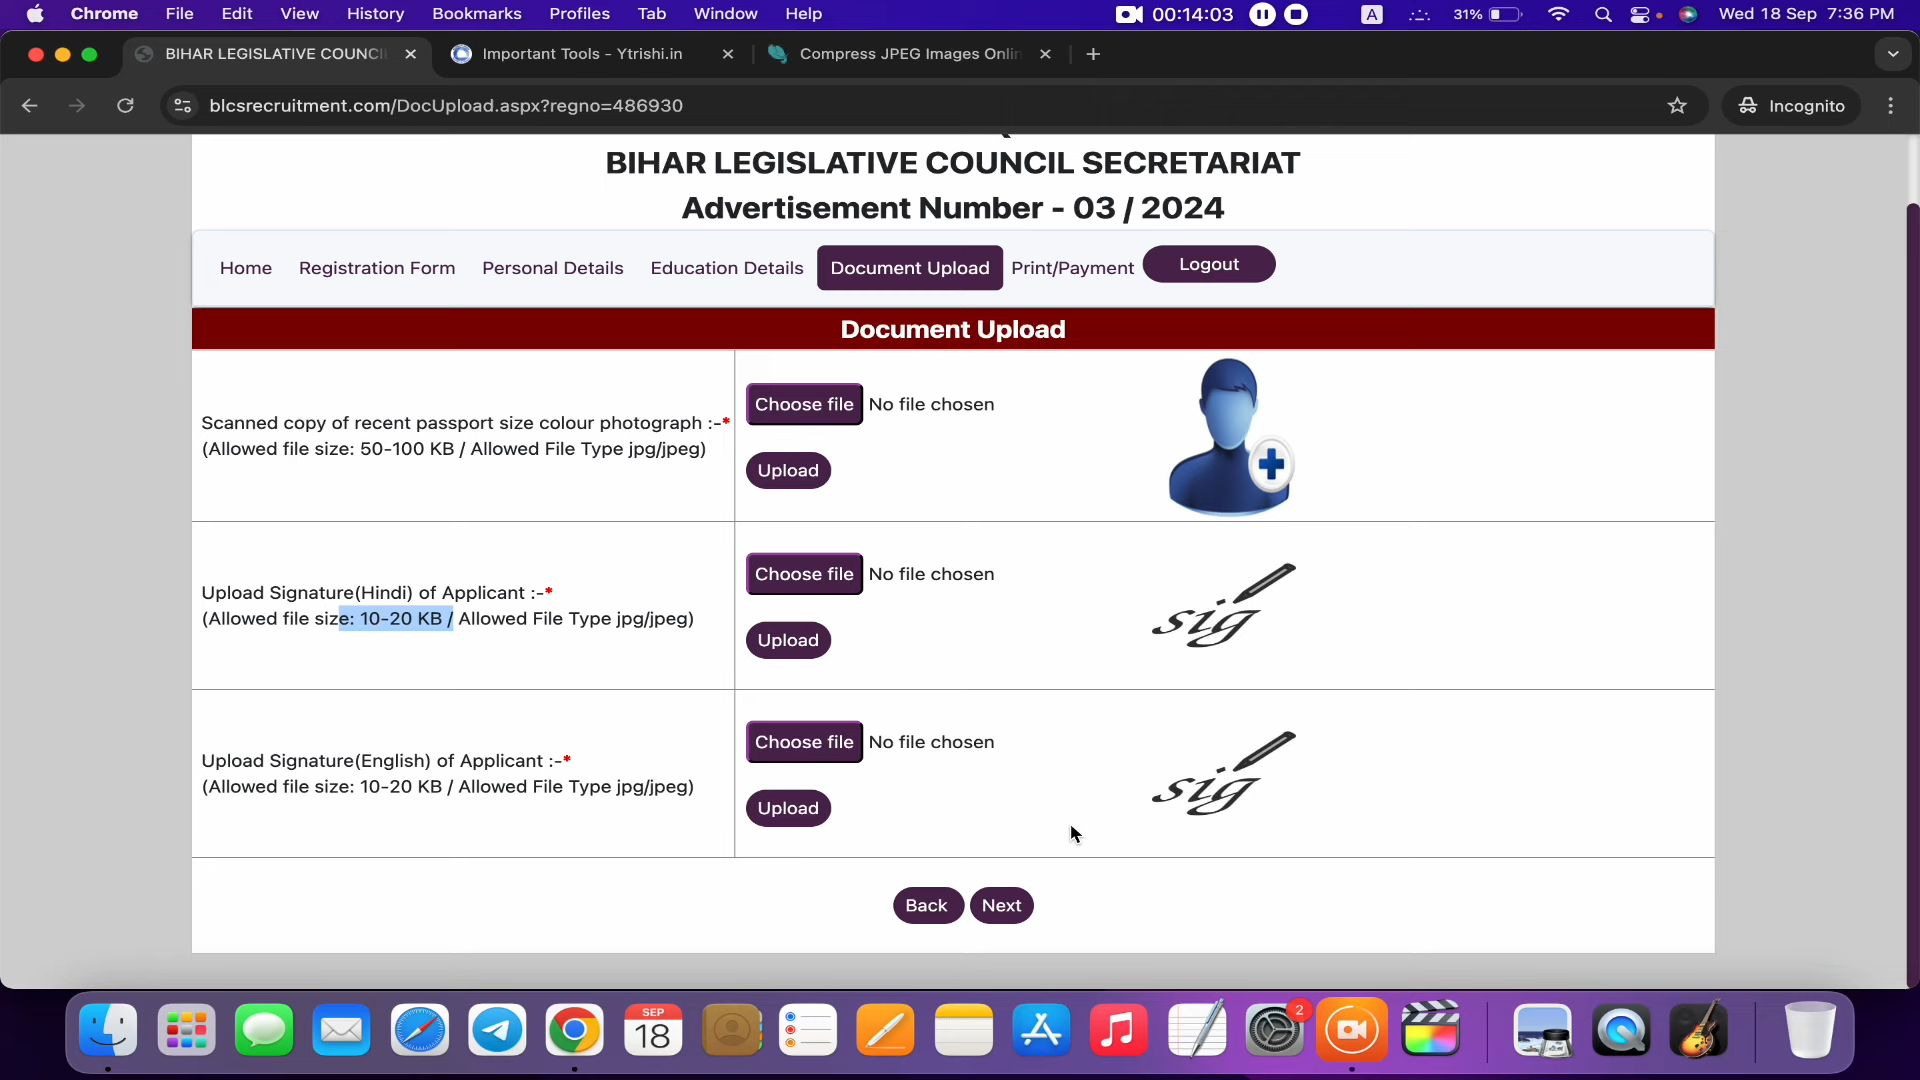 Chrome File Edit View History Bookmarks Profiles Tab Window Help 00:14:03 A 31% Wed 18 Sep 7:36 PM
BIHAR LEGISLATIVE COUNCI Important Tools - Ytrishi.in Compress JPEG Images Onlin
blcsrecruitment.com/DocUpload.aspx?regno=486930 Incognito
BIHAR LEGISLATIVE COUNCIL SECRETARIAT
Advertisement Number - 03 / 2024
Home Registration Form Personal Details Education Details Document Upload Print/Payment Logout
Document Upload
Scanned copy of recent passport size colour photograph :-*
(Allowed file size: 50-100 KB / Allowed File Type jpg/jpeg)
Choose file No file chosen
Upload
Upload Signature(Hindi) of Applicant :-*
(Allowed file size: 10-20 KB / Allowed File Type jpg/jpeg)
Choose file No file chosen
Upload
sig
Upload Signature(English) of Applicant :-*
(Allowed file size: 10-20 KB / Allowed File Type jpg/jpeg)
Choose file No file chosen
Upload
sig
Back Next
SEP
18
2